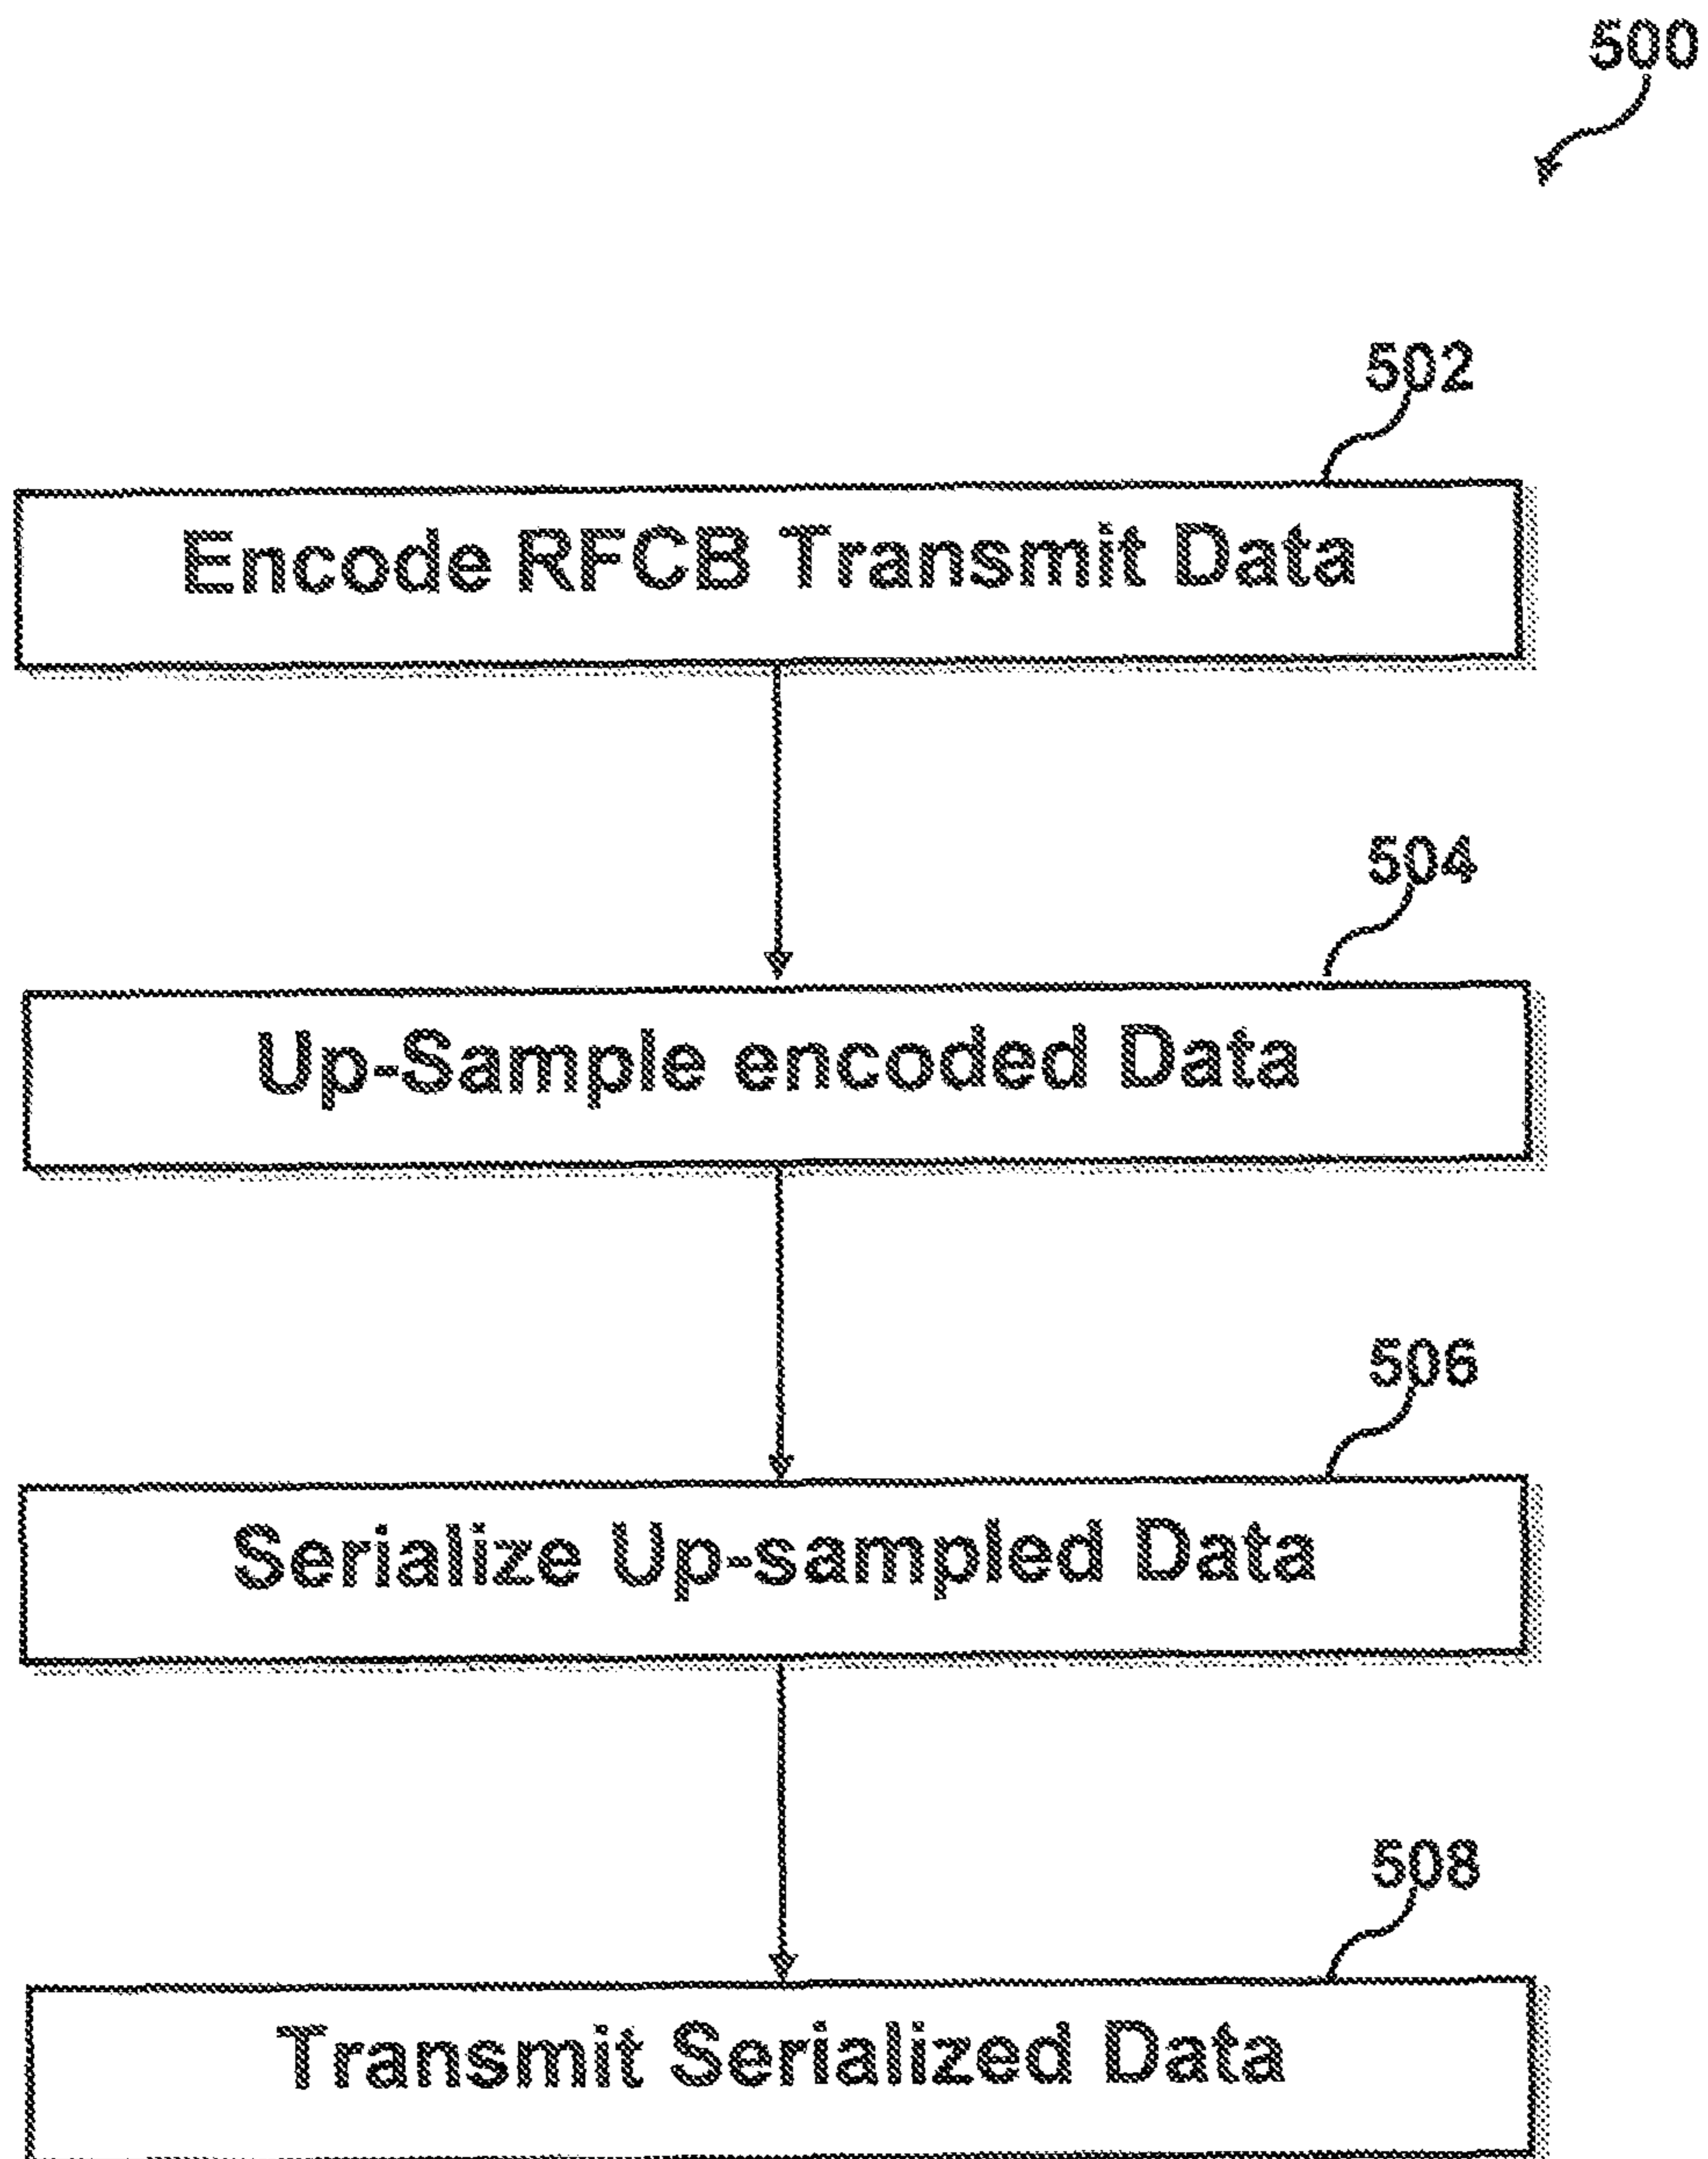 500
502
Encode RFCB Transmit Data
504
Up-Sample encoded Data
506
Serialize Up-sampled Data
508
Transmit Serialized Data